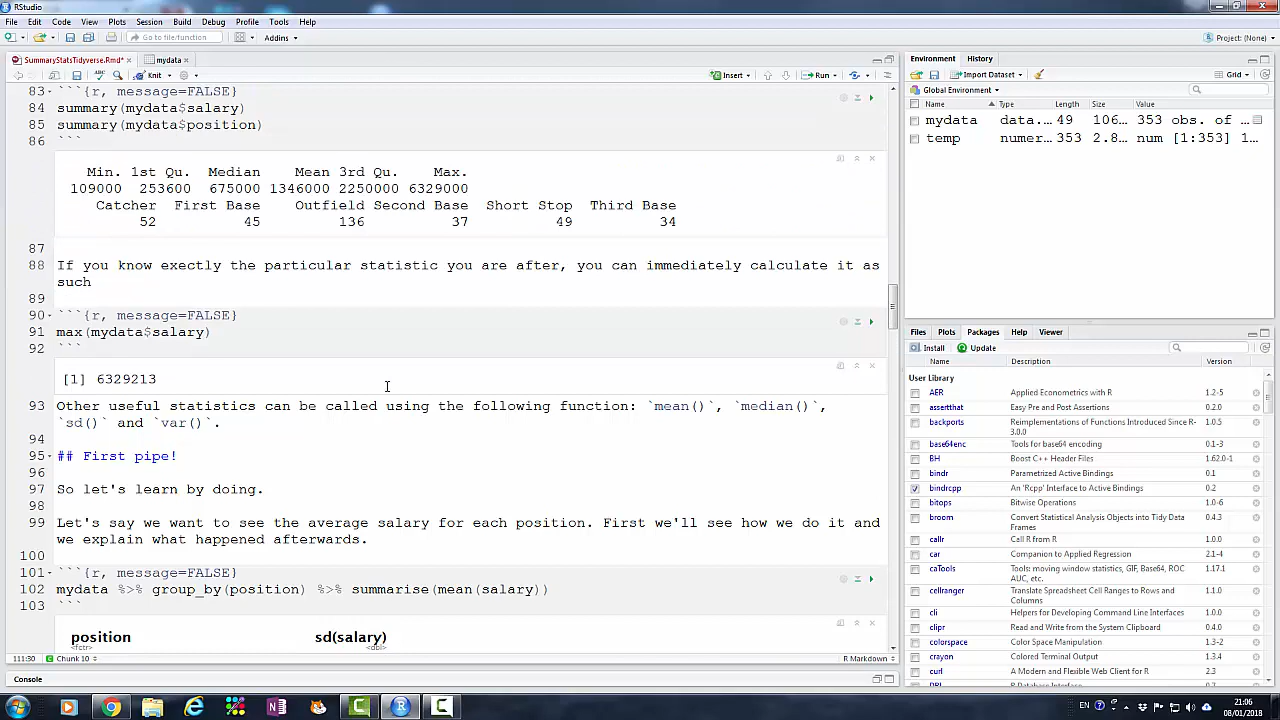 RStudio
File Edit Code View Plots Session Build Debug Profile Tools Help
Go to file/function Addins Project: (None)
SummaryStatsTidyverse.Rmd* mydata
Knit Insert Run
83 ```{r, message=FALSE}
84 summary(mydata$salary)
85 summary(mydata$position)
86 ```
Min. 1st Qu. Median Mean 3rd Qu. Max.
109000 253600 675000 1346000 2250000 6329000
Catcher First Base Outfield Second Base Short Stop Third Base
52 45 136 37 49 34
87
88 If you know exectly the particular statistic you are after, you can immediately calculate it as
such
89
90 ```{r, message=FALSE}
91 max(mydata$salary)
92 ```
[1] 6329213
93 Other useful statistics can be called using the following function: `mean()`, `median()`,
`sd()` and `var()`.
94
95 ## First pipe!
96
97 So let's learn by doing.
98
99 Let's say we want to see the average salary for each position. First we'll see how we do it and
we explain what happened afterwards.
100
101 ```{r, message=FALSE}
102 mydata %>% group_by(position) %>% summarise(mean(salary))
103 ```
position sd(salary)
<fctr> <dbl>
111:30 Chunk 10 R Markdown
Console
Environment History
Import Dataset Grid
Global Environment
Name Type Length Size Value
mydata data.… 49 106… 353 obs. of …
temp numer… 353 2.8… num [1:353] 1…
Files Plots Packages Help Viewer
Install Update
Name Description Version
User Library
AER Applied Econometrics with R 1.2-5
assertthat Easy Pre and Post Assertions 0.2.0
backports Reimplementations of Functions Introduced Since R-3.0.0 1.0.5
base64enc Tools for base64 encoding 0.1-3
BH Boost C++ Header Files 1.62.0-1
bindr Parametrized Active Bindings 0.1
bindrcpp An 'Rcpp' Interface to Active Bindings 0.2
bitops Bitwise Operations 1.0-6
broom Convert Statistical Analysis Objects into Tidy Data Frames 0.4.3
callr Call R from R 1.0.0
car Companion to Applied Regression 2.1-4
caTools Tools: moving window statistics, GIF, Base64, ROC AUC, etc. 1.17.1
cellranger Translate Spreadsheet Cell Ranges to Rows and Columns 1.1.0
cli Helpers for Developing Command Line Interfaces 1.0.0
clipr Read and Write from the System Clipboard 0.4.0
colorspace Color Space Manipulation 1.3-2
crayon Colored Terminal Output 1.3.4
curl A Modern and Flexible Web Client for R 2.3
EN 21:06
08/01/2018